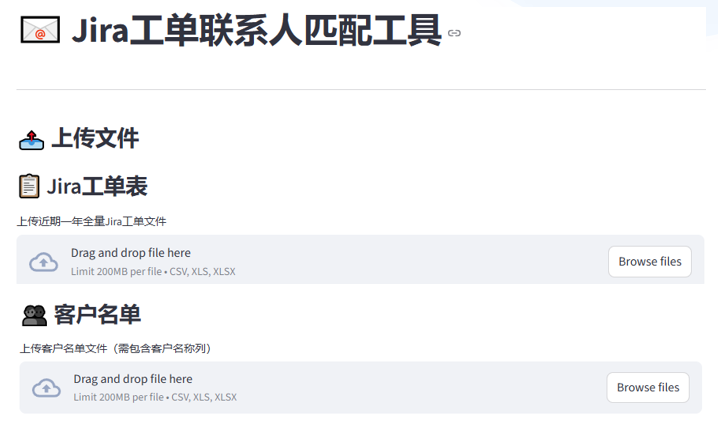 Jira工单联系人匹配工具
上传文件
Jira工单表
上传近期一年全量Jira工单文件
Drag and drop file here
Limit 200MB per file • CSV, XLS, XLSX
Browse files
客户名单
上传客户名单文件（需包含客户名称列）
Drag and drop file here
Limit 200MB per file • CSV, XLS, XLSX
Browse files